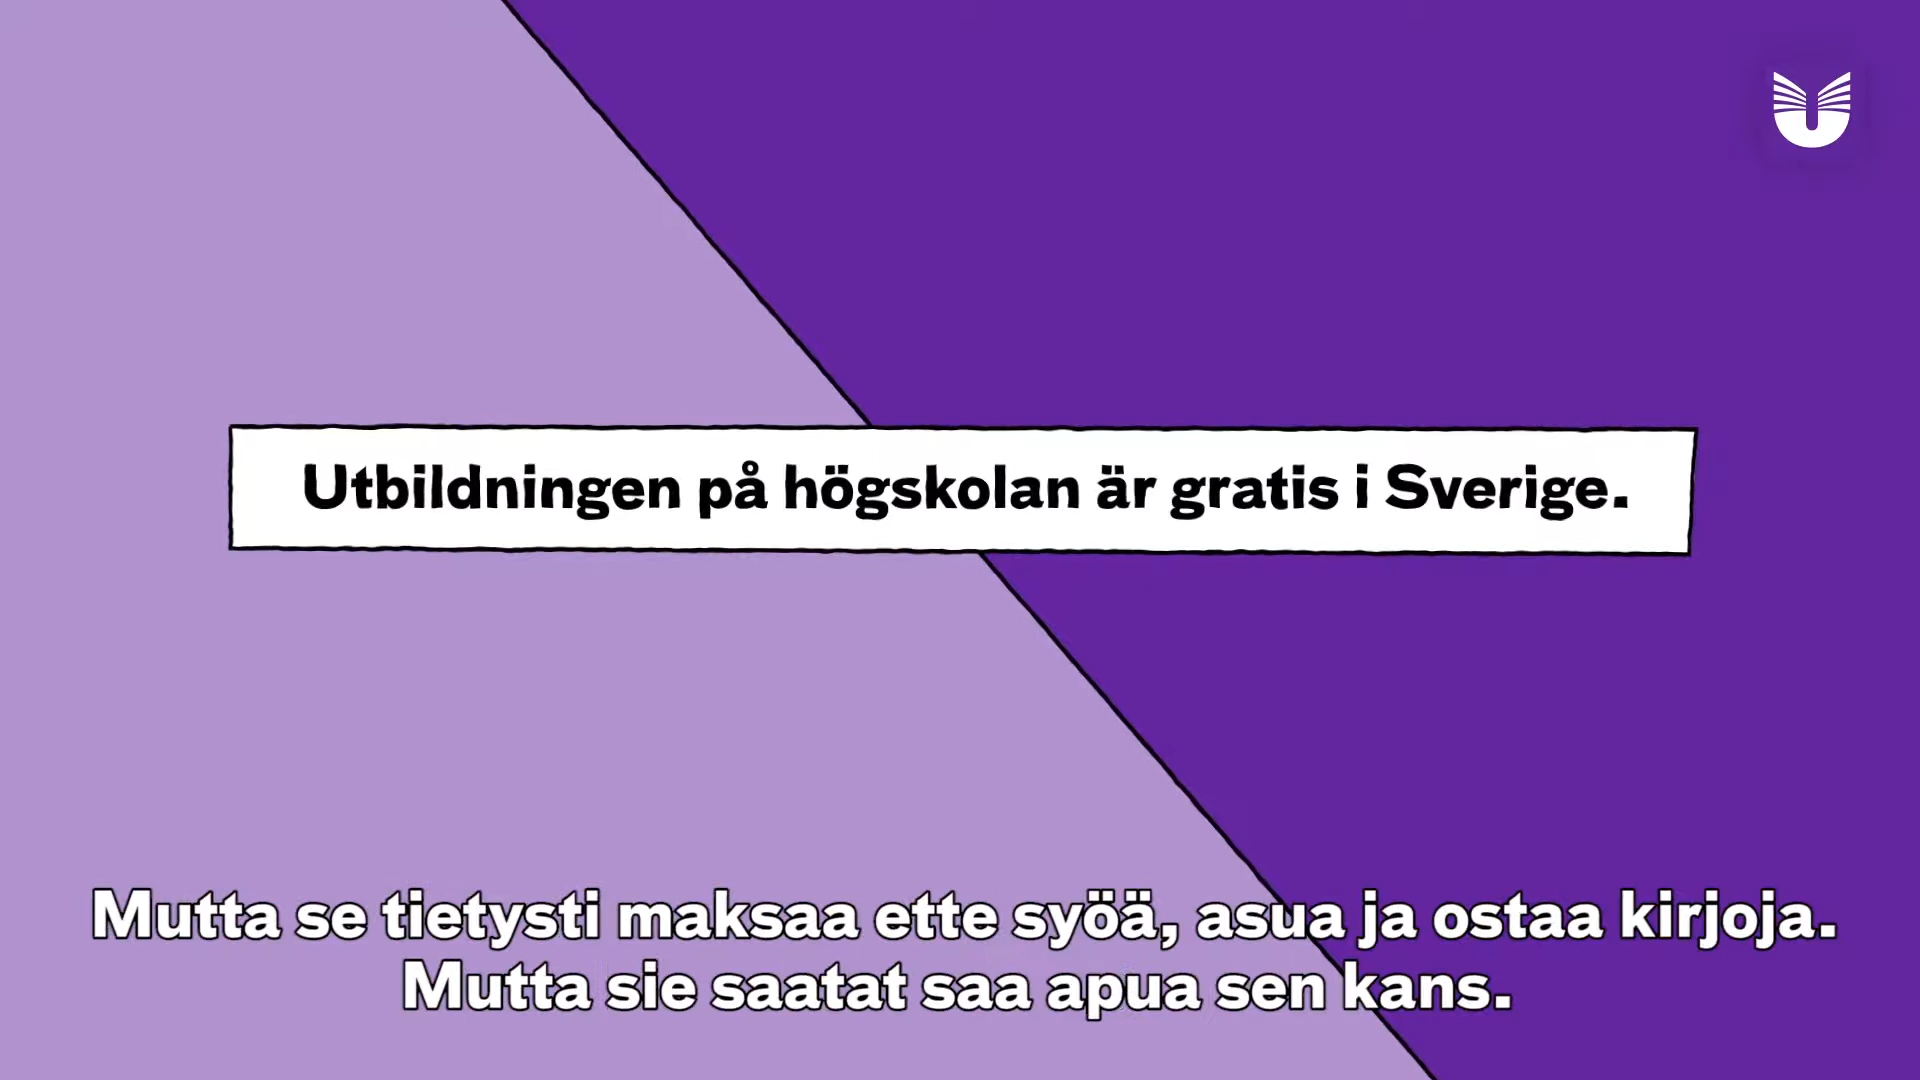 Utbildningen på högskolan är gratis i Sverige.
Mutta se tietysti maksaa ette syöä, asua ja ostaa kirjoja.
Mutta sie saatat saa apua sen kans.